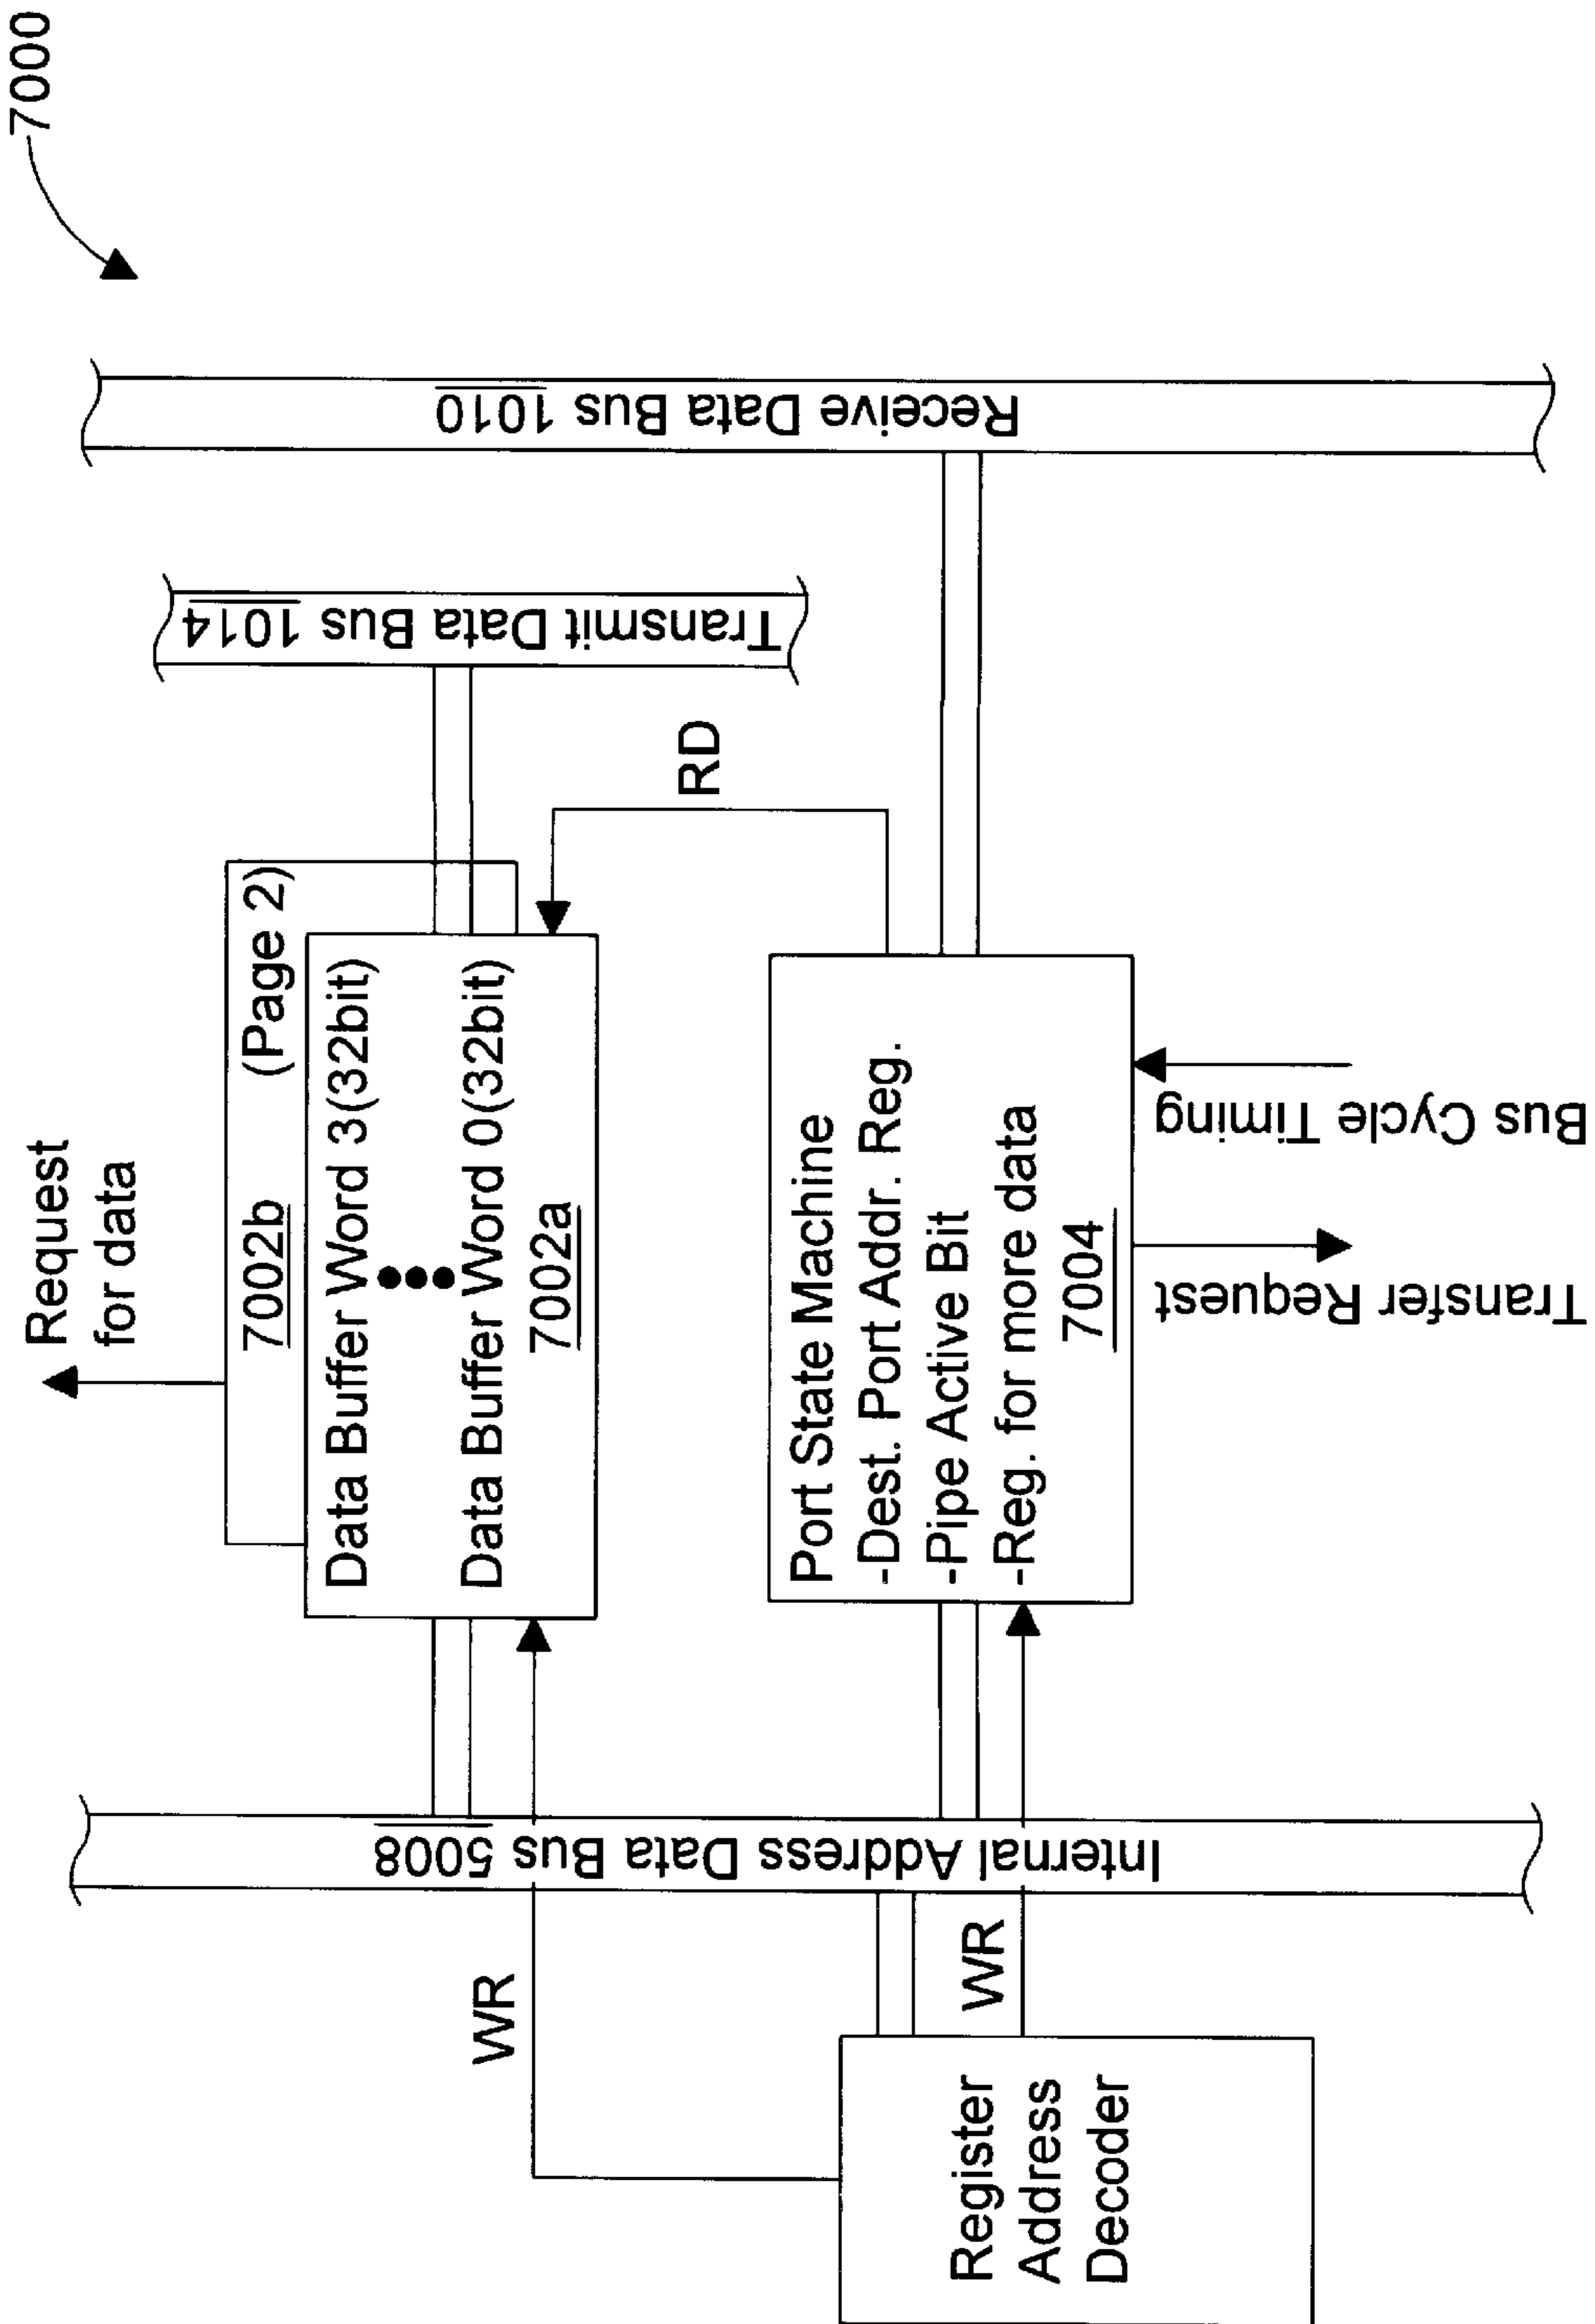 7000
Request
for data
7002b (Page 2)
Data Buffer Word 3(32bit)
Data Buffer Word 0(32bit)
7002a
WR
RD
Transmit Data Bus 1014
Receive Data Bus 1010
Internal Address Data Bus 5008
Port State Machine
-Dest. Port Addr. Reg.
-Pipe Active Bit
-Reg. for more data
7004
WR
Register
Address
Decoder
Transfer Request
Bus Cycle Timing